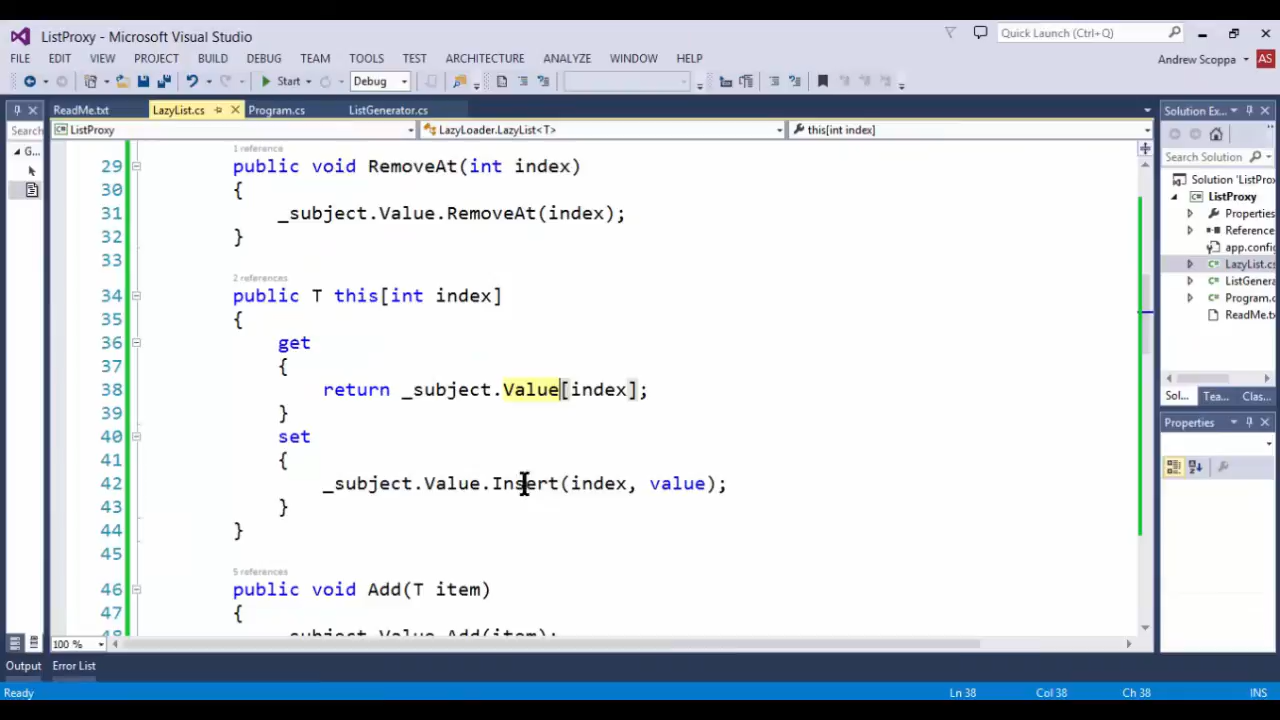 ListProxy - Microsoft Visual Studio
Quick Launch (Ctrl+Q)
FILE EDIT VIEW PROJECT BUILD DEBUG TEAM TOOLS TEST ARCHITECTURE ANALYZE WINDOW HELP
Andrew Scoppa AS
Start Debug
ReadMe.txt LazyList.cs Program.cs ListGenerator.cs
Solution Ex...
Search
ListProxy LazyLoader.LazyList<T> this[int index]
Search Solution
G...
1 reference
29 public void RemoveAt(int index)
30 {
31 _subject.Value.RemoveAt(index);
32 }
33
2 references
34 public T this[int index]
35 {
36 get
37 {
38 return _subject.Value[index];
39 }
40 set
41 {
42 _subject.Value.Insert(index, value);
43 }
44 }
45
5 references
46 public void Add(T item)
47 {
48 _subject.Value.Add(item);
Solution 'ListPro
ListProxy
Properties
Reference
app.config
LazyList.cs
ListGenera
Program.c
ReadMe.txt
Sol... Tea... Clas...
Properties
100 %
Output Error List
Ready Ln 38 Col 38 Ch 38 INS